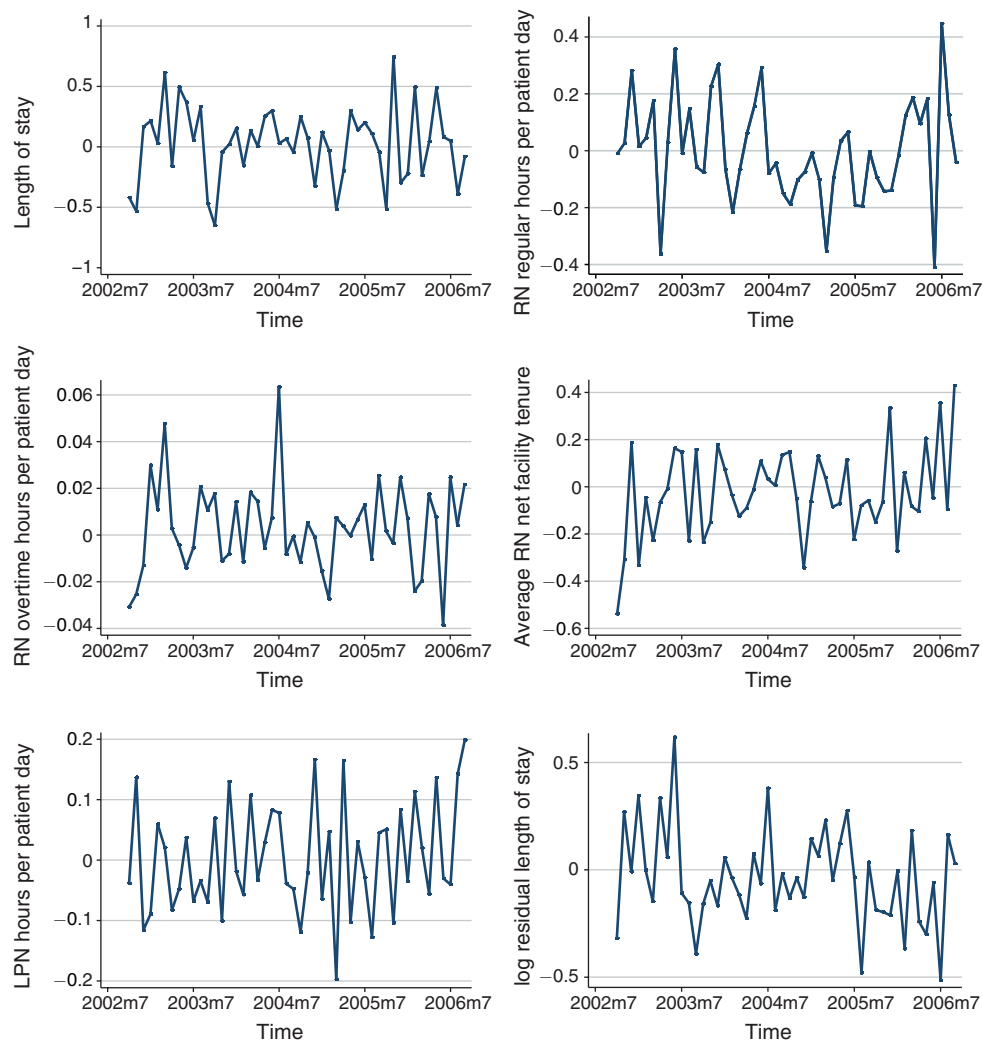 Length of stay
1
0.5
0
−0.5
−1
2002m7 2003m7 2004m7 2005m7 2006m7
Time
RN regular hours per patient day
0.4
0.2
0
−0.2
−0.4
2002m7 2003m7 2004m7 2005m7 2006m7
Time
RN overtime hours per patient day
0.06
0.04
0.02
0
−0.02
−0.04
2002m7 2003m7 2004m7 2005m7 2006m7
Time
Average RN net facility tenure
0.4
0.2
0
−0.2
−0.4
−0.6
2002m7 2003m7 2004m7 2005m7 2006m7
Time
LPN hours per patient day
0.2
0.1
0
−0.1
−0.2
2002m7 2003m7 2004m7 2005m7 2006m7
Time
log residual length of stay
0.5
0
−0.5
2002m7 2003m7 2004m7 2005m7 2006m7
Time